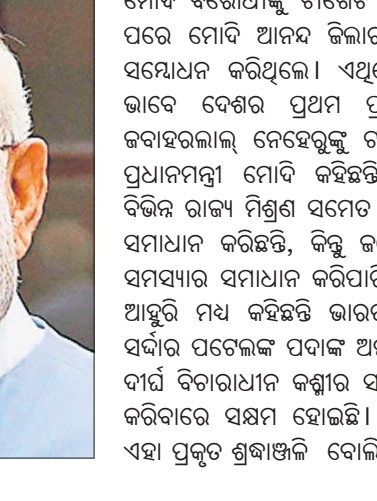 ମୋଦି ବିରୋଧୀଙ୍କୁ ଟାର୍ଗେଟ
ପରେ ମୋଦି ଆନନ୍ଦ ଜିଲାର
ସମ୍ବୋଧନ କରିଥିଲେ। ଏଥିରେ
ଭାବେ ଦେଶର ପ୍ରଥମ
ଜବାହରଲାଲ୍ ନେହେରୁଙ୍କୁ
ପ୍ରଧାନମନ୍ତ୍ରୀ ମୋଦି କହିଛନ୍ତି
ବିଭିନ୍ନ ରାଜ୍ୟ ମିଶ୍ରଣ ସମେତ
ସମାଧାନ କରିଛନ୍ତି, କିନ୍ତୁ
ସମସ୍ୟାର ସମାଧାନ
ଆହୁରି ମଧ୍ୟ କହିଛନ୍ତି
ସର୍ଦ୍ଦାର ପଟେଲଙ୍କ ପଦାଙ୍କ
ଦୀର୍ଘ ବିଚାରାଧୀନ କଶ୍ମୀର
କରିବାରେ ସକ୍ଷମ ହୋଇଛି।
ଏହା ପ୍ରକୃତ ଶ୍ରଦ୍ଧାଞ୍ଜଳି